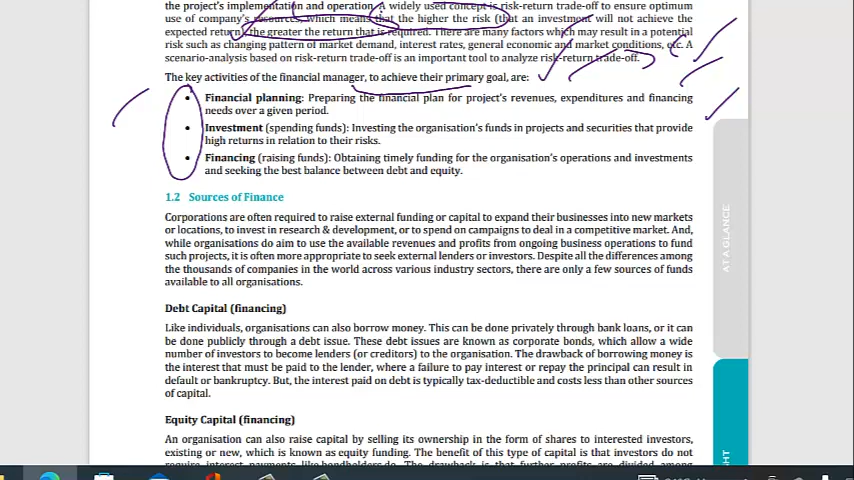 the project's implementation and operation. A widely used concept is risk-return trade-off to ensure optimum
use of company's resources, which means that the higher the risk (that an investment will not achieve the
expected return), the greater the return that is required. There are many factors which may result in a potential
risk such as changing pattern of market demand, interest rates, general economic and market conditions, etc. A
scenario-analysis based on risk-return trade-off is an important tool to analyze risk-return trade-off.
The key activities of the financial manager, to achieve their primary goal, are:
• Financial planning: Preparing the financial plan for project's revenues, expenditures and financing
needs over a given period.
• Investment (spending funds): Investing the organisation's funds in projects and securities that provide
high returns in relation to their risks.
• Financing (raising funds): Obtaining timely funding for the organisation's operations and investments
and seeking the best balance between debt and equity.
1.2 Sources of Finance
Corporations are often required to raise external funding or capital to expand their businesses into new markets
or locations, to invest in research & development, or to spend on campaigns to deal in a competitive market. And,
while organisations do aim to use the available revenues and profits from ongoing business operations to fund
such projects, it is often more appropriate to seek external lenders or investors. Despite all the differences among
the thousands of companies in the world across various industry sectors, there are only a few sources of funds
available to all organisations.
Debt Capital (financing)
Like individuals, organisations can also borrow money. This can be done privately through bank loans, or it can
be done publicly through a debt issue. These debt issues are known as corporate bonds, which allow a wide
number of investors to become lenders (or creditors) to the organisation. The drawback of borrowing money is
the interest that must be paid to the lender, where a failure to pay interest or repay the principal can result in
default or bankruptcy. But, the interest paid on debt is typically tax-deductible and costs less than other sources
of capital.
Equity Capital (financing)
An organisation can also raise capital by selling its ownership in the form of shares to interested investors,
existing or new, which is known as equity funding. The benefit of this type of capital is that investors do not
require interest payments like bondholders do. The drawback is that further profits are divided among
AT A GLANCE
GHT